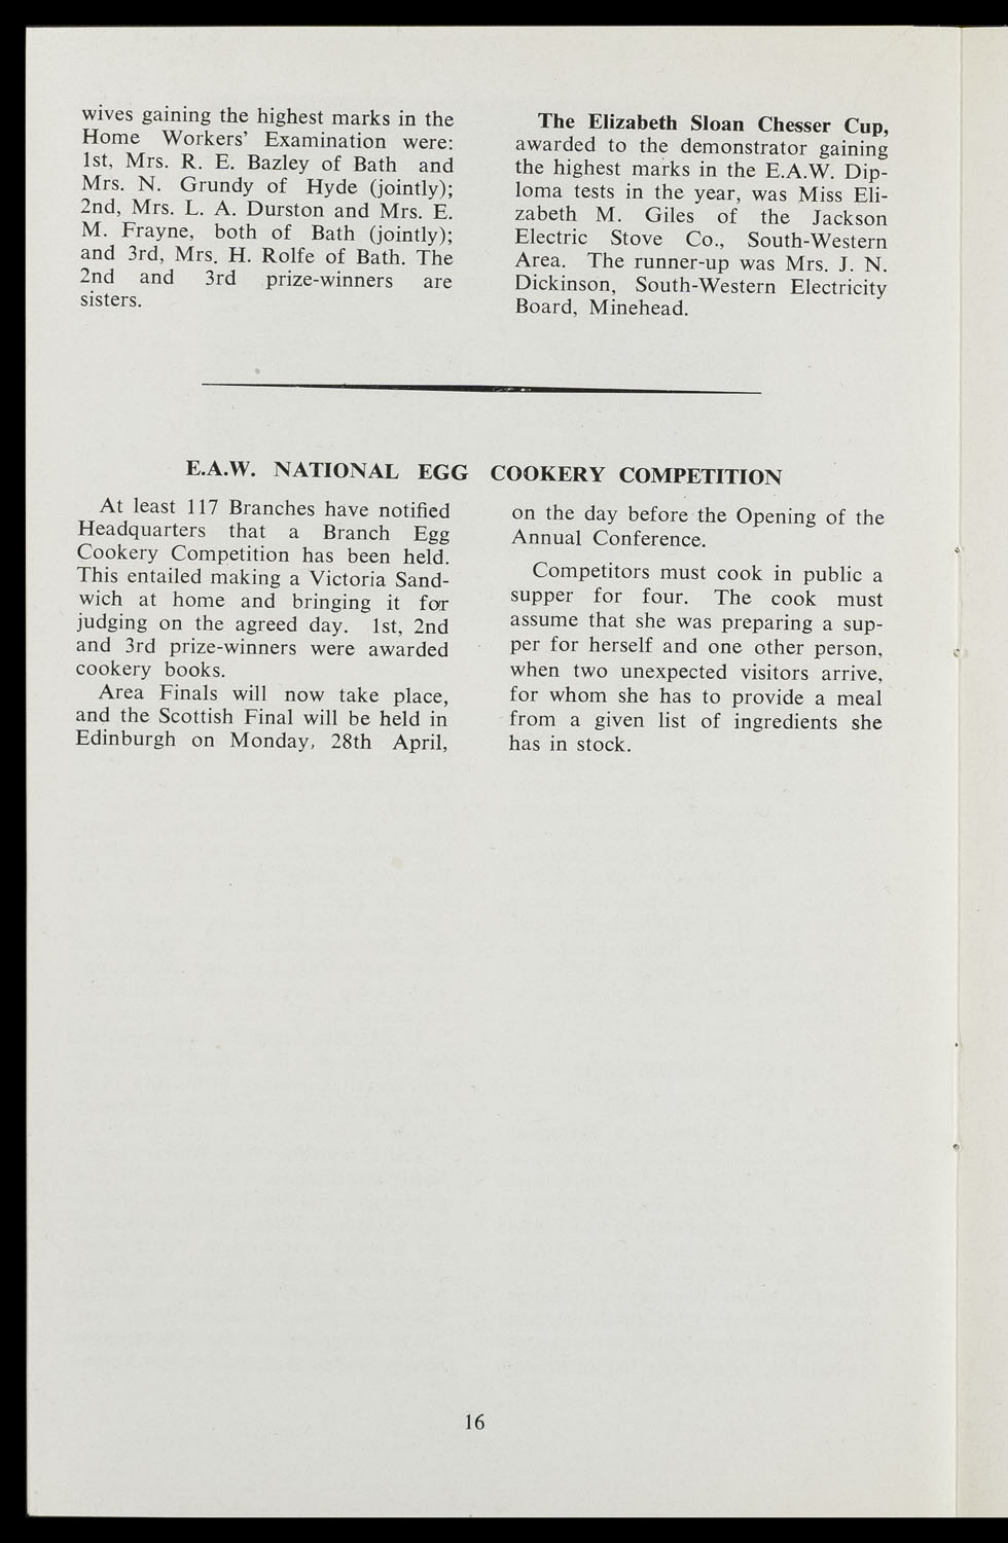 wives gaining the highest marks in the
Home Workers' Examination were:
1st, Mrs. R. E. Bazley of Bath and
Mrs. N. Grundy of Hyde (jointly);
2nd, Mrs. L. A. Durston and Mrs. E.
M. Frayne, both of Bath (jointly);
and 3rd, Mrs. H. Rolfe of Bath. The
2nd and 3rd prize-winners are
sisters.
The Elizabeth Sloan Chesser Cup,
awarded to the demonstrator gaining
the highest marks in the E.A.W. Dip-
loma tests in the year, was Miss Eli-
zabeth M. Giles of the Jackson
Electric Stove Co., South-Western
Area. The runner-up was Mrs. J. N.
Dickinson, South-Western Electricity
Board, Minehead.
E.A.W. NATIONAL EGG COOKERY COMPETITION
At least 117 Branches have notified
Headquarters that a Branch Egg
Cookery Competition has been held.
This entailed making a Victoria Sand-
wich at home and bringing it for
judging on the agreed day. 1st, 2nd
and 3rd prize-winners were awarded
cookery books.
Area Finals will now take place,
and the Scottish Final will be held in
Edinburgh on Monday, 28th April,
on the day before the Opening of the
Annual Conference.
Competitors must cook in public a
supper for four. The cook must
assume that she was preparing a sup-
per for herself and one other person,
when two unexpected visitors arrive,
for whom she has to provide a meal
from a given list of ingredients she
has in stock.
16